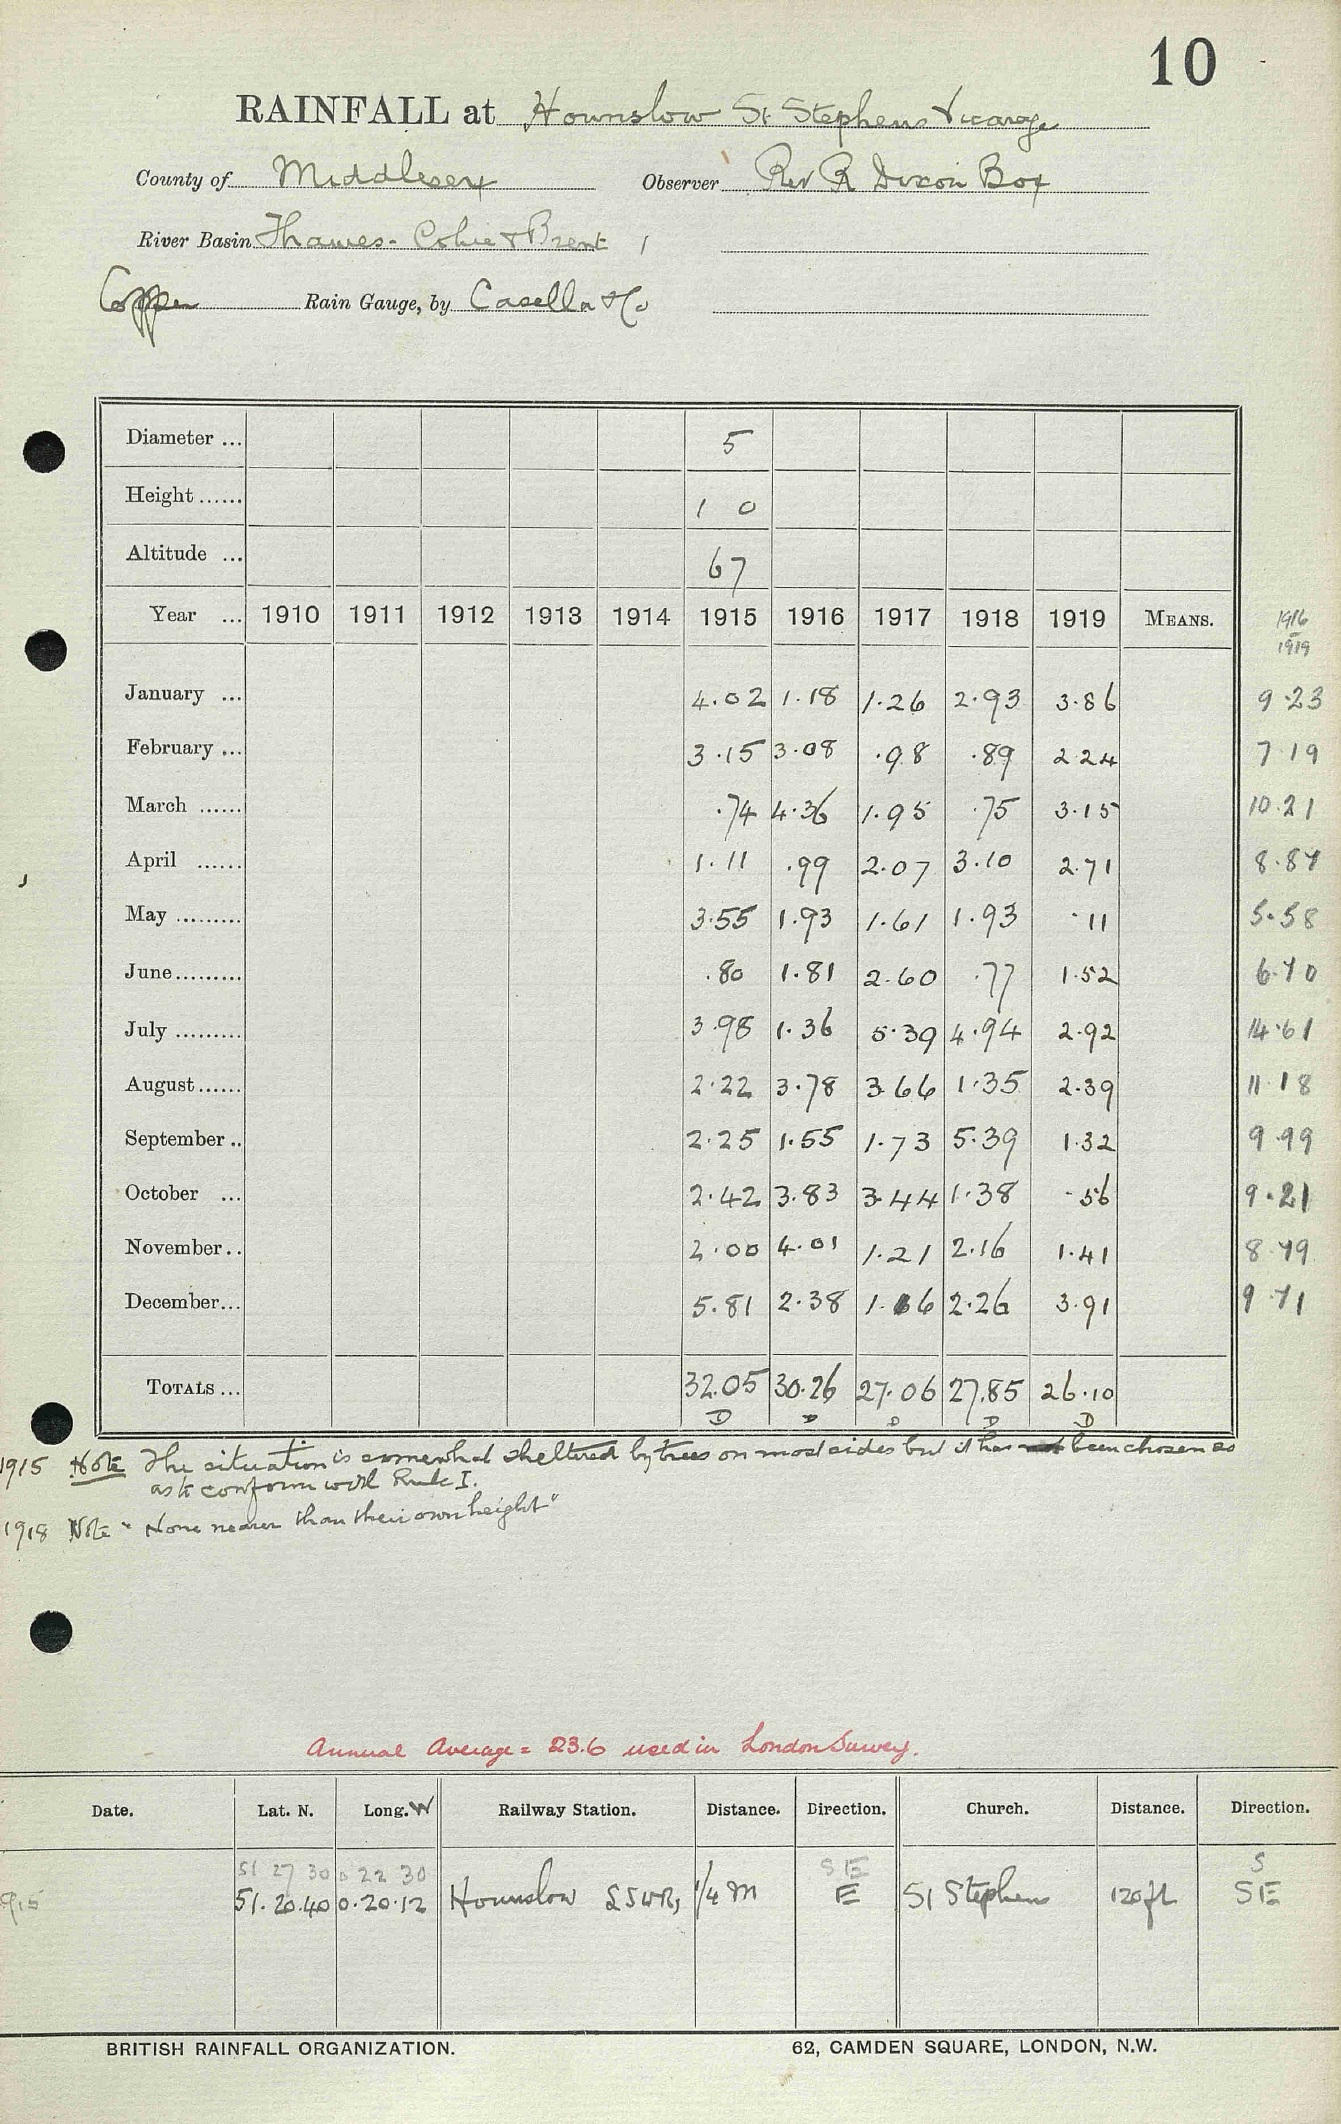 10
RAINFALL at Hounslow St Stephens Vicarage
County of Middlesex Observer Rev R Dixon Box
River Basin Thames - Colne & Brent
Copper Rain Gauge, by Casella & Co
Diameter ... 5
Height ...... 1 0
Altitude ... 67
Year ... 1910 1911 1912 1913 1914 1915 1916 1917 1918 1919 MEANS. 1916 1919
January ... 4.02 1.18 1.26 2.93 3.86 9.23
February ... 3.15 3.08 .98 .89 2.24 7.19
March ...... .74 4.36 1.95 .75 3.15 10.21
April ...... 1.11 .99 2.07 3.10 2.71 8.87
May ......... 3.55 1.93 1.61 1.93 .11 5.58
June ......... .80 1.81 2.60 .77 1.52 6.70
July ......... 3.98 1.36 5.39 4.94 2.92 14.61
August ...... 2.22 3.78 3.66 1.35 2.39 11.18
September .. 2.25 1.55 1.73 5.39 1.32 9.99
October ... 2.42 3.83 3.44 1.38 .56 9.21
November .. 2.00 4.01 1.21 2.16 1.41 8.79
December ... 5.81 2.38 1.16 2.26 3.91 9.71
TOTALS ... 32.05 30.26 27.06 27.85 26.10
D D D D D
1915 Note The situation is somewhat sheltered by trees on most sides but it has been chosen so
as to conform with Rule I.
1918 Note "None nearer than their own height"
Annual Average = 23.6 used in London Survey.
Date. Lat. N. Long. W Railway Station. Distance. Direction. Church. Distance. Direction.
51 27 30 0 22 30 SE S
915 51.20.40 0.20.12 Hounslow LSWR, 1/4 M E St Stephens 120 ft SE
BRITISH RAINFALL ORGANIZATION. 62, CAMDEN SQUARE, LONDON, N.W.